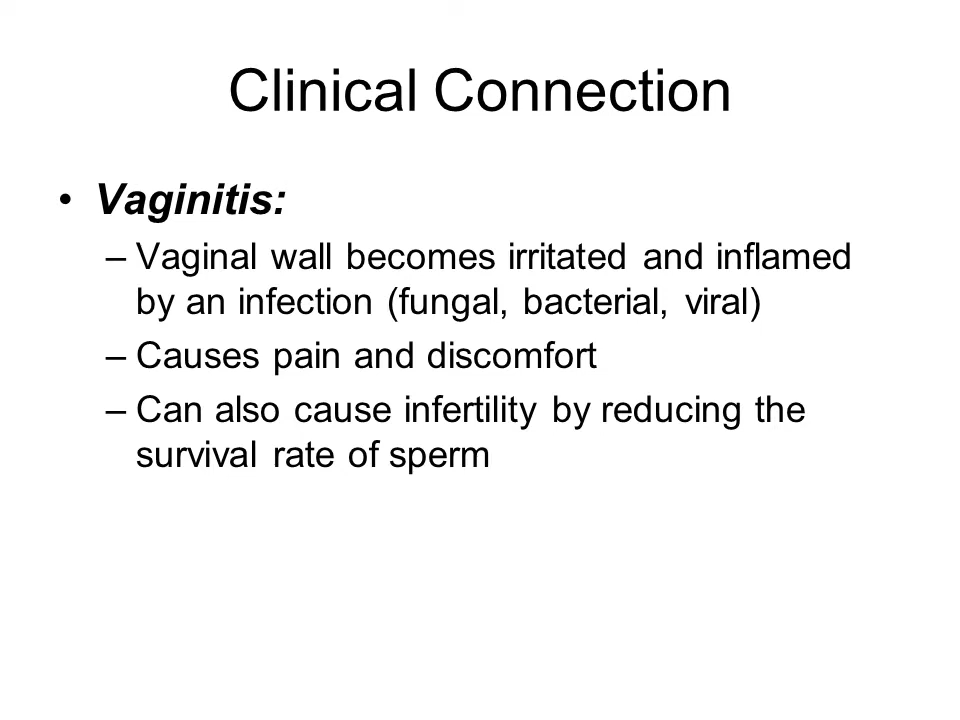 Clinical Connection
• Vaginitis:
– Vaginal wall becomes irritated and inflamed
by an infection (fungal, bacterial, viral)
– Causes pain and discomfort
– Can also cause infertility by reducing the
survival rate of sperm